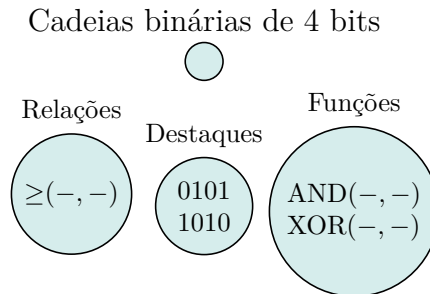 Cadeias binárias de 4 bits
Relações
≥(−, −)
Destaques
0101
1010
Funções
AND(−, −)
XOR(−, −)